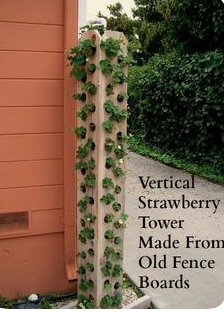 Vertical
Strawberry
Tower
Made From
Old Fence
Boards